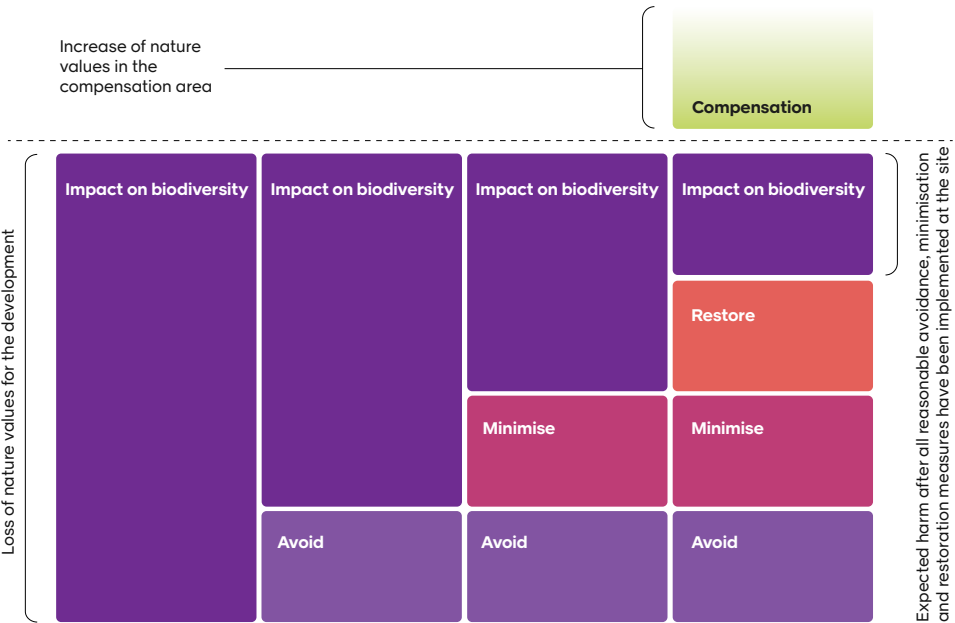 Increase of nature
values in the
compensation area
Compensation
Loss of nature values for the development
Impact on biodiversity
Impact on biodiversity
Impact on biodiversity
Impact on biodiversity
Restore
Minimise
Minimise
Avoid
Avoid
Avoid
Expected harm after all reasonable avoidance, minimisation
and restoration measures have been implemented at the site